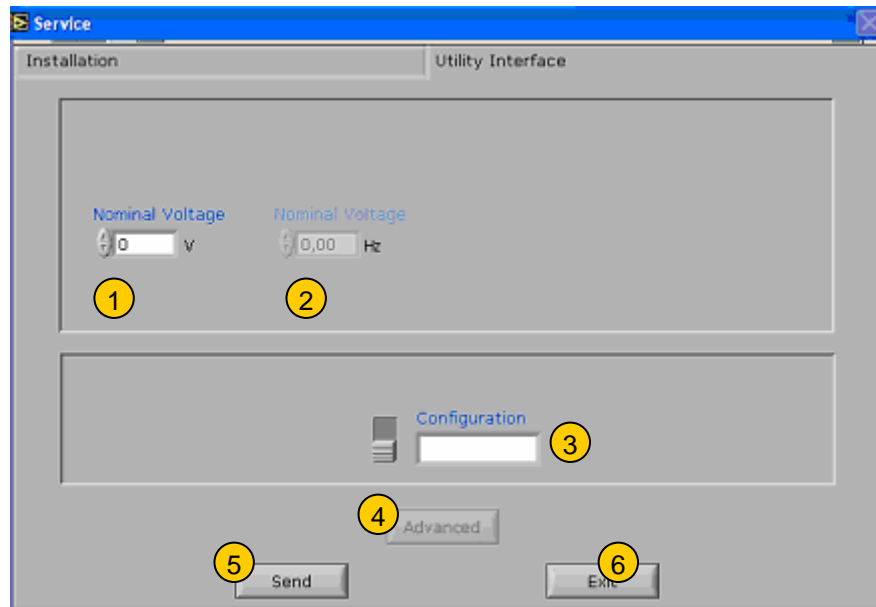 Service
Installation
Utility Interface
Nominal Voltage
Nominal Voltage
0 V
0,00 Hz
1
2
Configuration
3
4
Advanced
5
6
Send
Exit